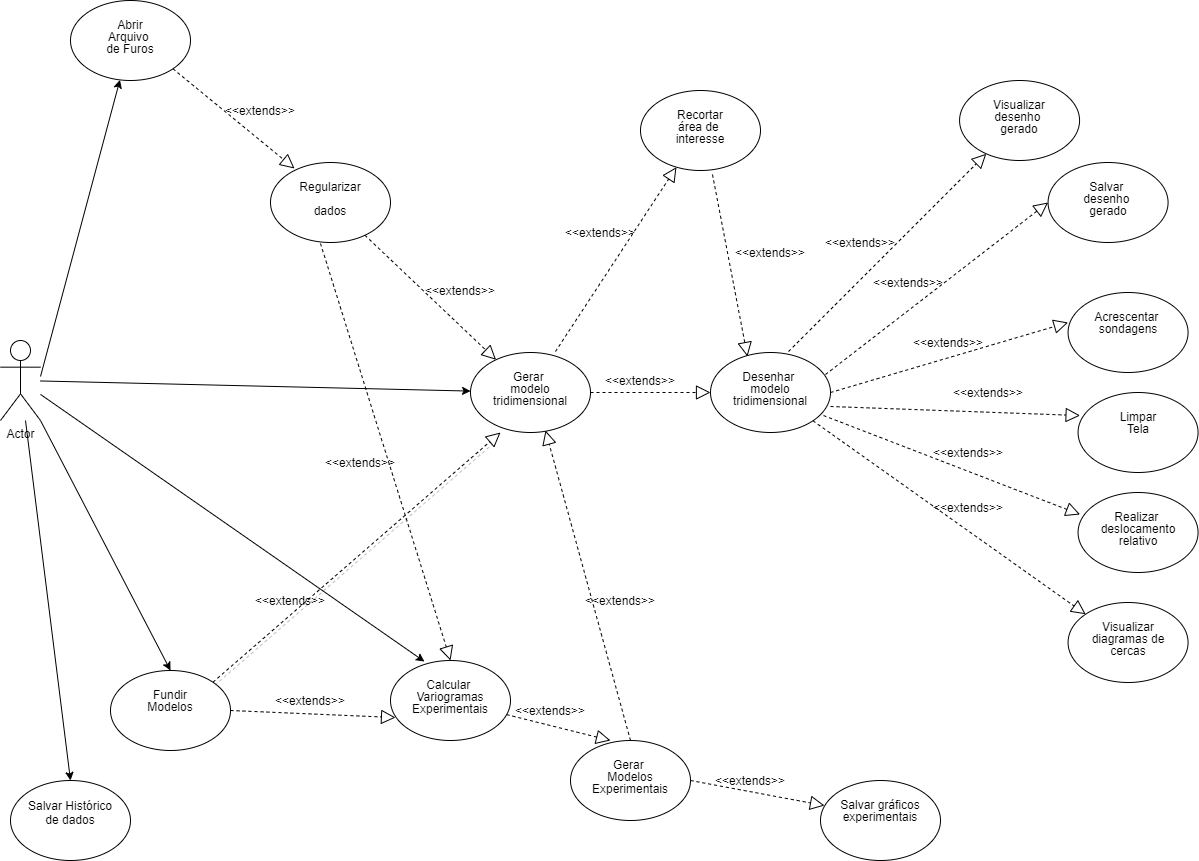 Abrir
Arquivo
de Furos
<<extends>>
Regularizar
dados
<<extends>>
Recortar
área de
interesse
<<extends>>
<<extends>>
Visualizar
desenho
gerado
<<extends>>
Salvar
desenho
gerado
<<extends>>
Acrescentar
sondagens
<<extends>>
Gerar
modelo
tridimensional
<<extends>>
Desenhar
modelo
tridimensional
<<extends>>
Limpar
Tela
Actor
<<extends>>
<<extends>>
<<extends>>
Realizar
deslocamento
relativo
<<extends>>
<<extends>>
Visualizar
diagramas de
cercas
Fundir
Modelos
<<extends>>
Calcular
Variogramas
Experimentais
<<extends>>
Gerar
Modelos
Experimentais
<<extends>>
Salvar gráficos
experimentais
Salvar Histórico
de dados